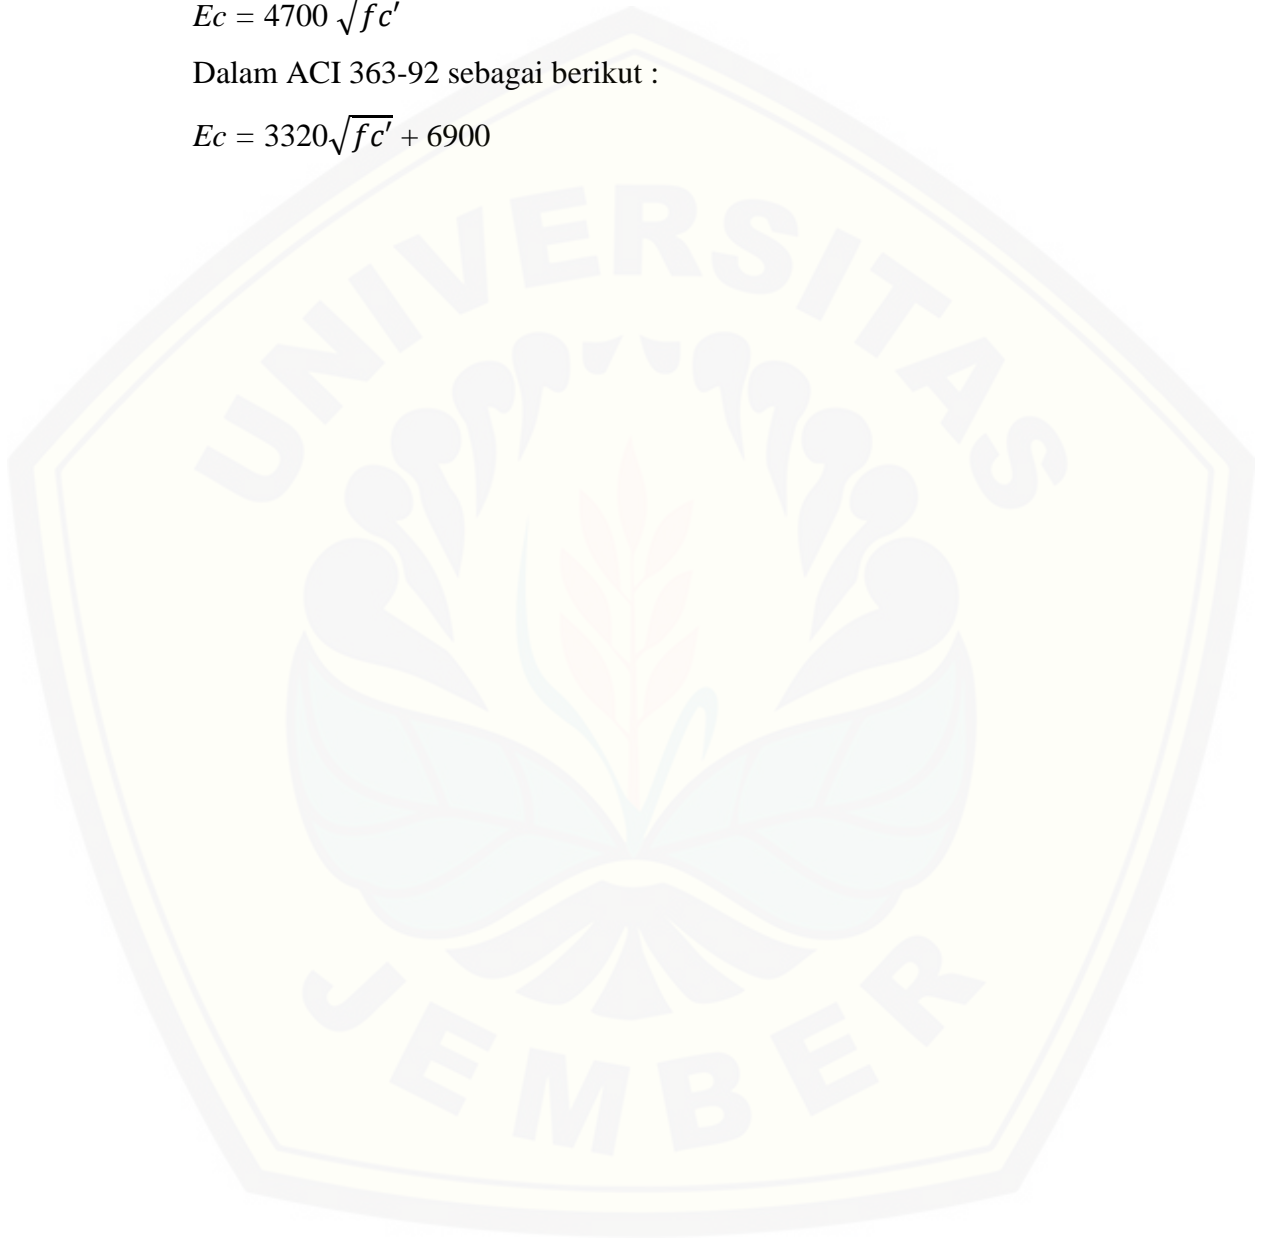 Ec = 4700 √fc′
Dalam ACI 363-92 sebagai berikut :
Ec = 3320√fc′ + 6900
UNIVERSITAS
JEMBER